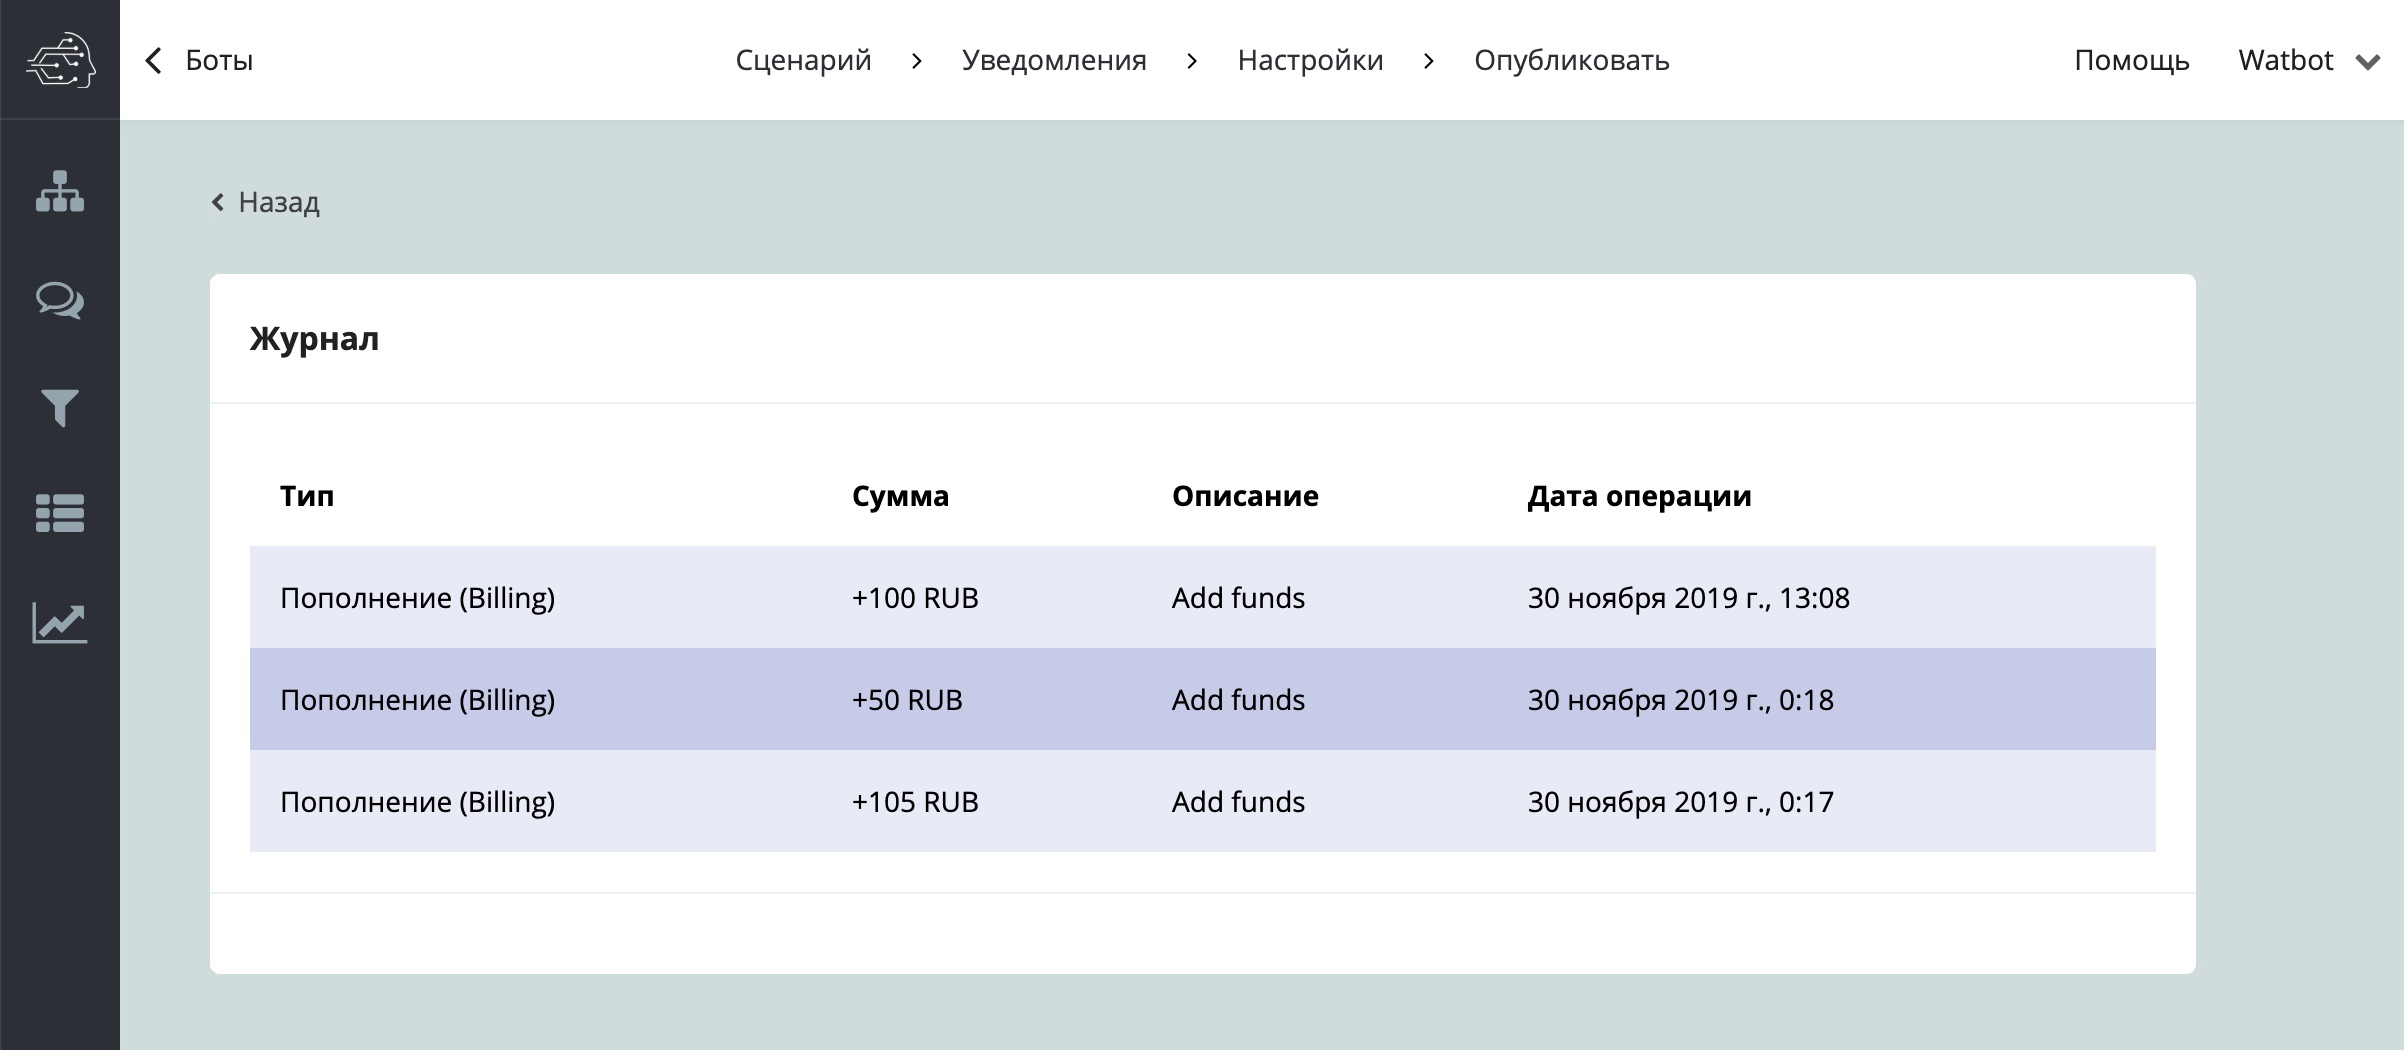 Боты
Сценарий
Уведомления
Настройки
Опубликовать
Помощь
Watbot
Назад
Журнал
Тип Сумма Описание Дата операции
Пополнение (Billing) +100 RUB Add funds 30 ноября 2019 г., 13:08
Пополнение (Billing) +50 RUB Add funds 30 ноября 2019 г., 0:18
Пополнение (Billing) +105 RUB Add funds 30 ноября 2019 г., 0:17